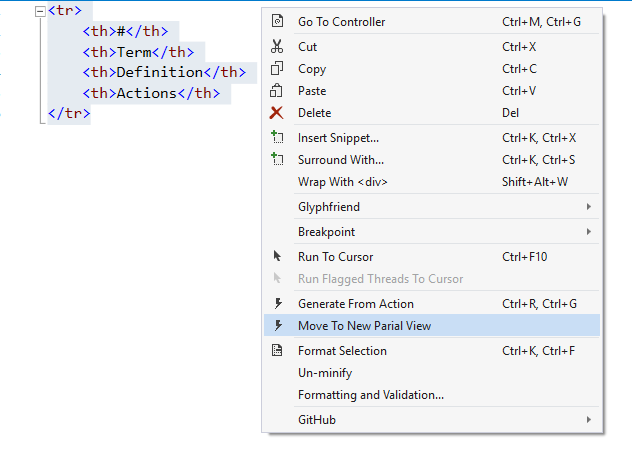 <tr>
<th>#</th>
<th>Term</th>
<th>Definition</th>
<th>Actions</th>
</tr>
Go To Controller Ctrl+M, Ctrl+G
Cut Ctrl+X
Copy Ctrl+C
Paste Ctrl+V
Delete Del
Insert Snippet... Ctrl+K, Ctrl+X
Surround With... Ctrl+K, Ctrl+S
Wrap With <div> Shift+Alt+W
Glyphfriend
Breakpoint
Run To Cursor Ctrl+F10
Run Flagged Threads To Cursor
Generate From Action Ctrl+R, Ctrl+G
Move To New Parial View
Format Selection Ctrl+K, Ctrl+F
Un-minify
Formatting and Validation...
GitHub